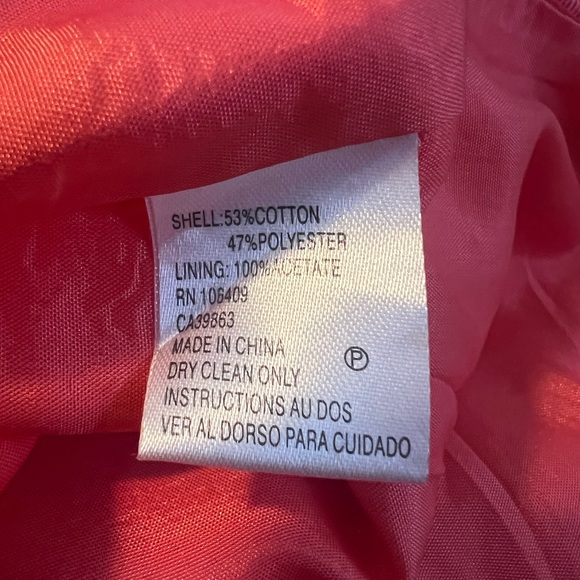 SHELL:53%COTTON
47%POLYESTER
LINING: 100%ACETATE
RN 106409
CA39863
MADE IN CHINA
P
DRY CLEAN ONLY
INSTRUCTIONS AU DOS
VER AL DORSO PARA CUIDADO